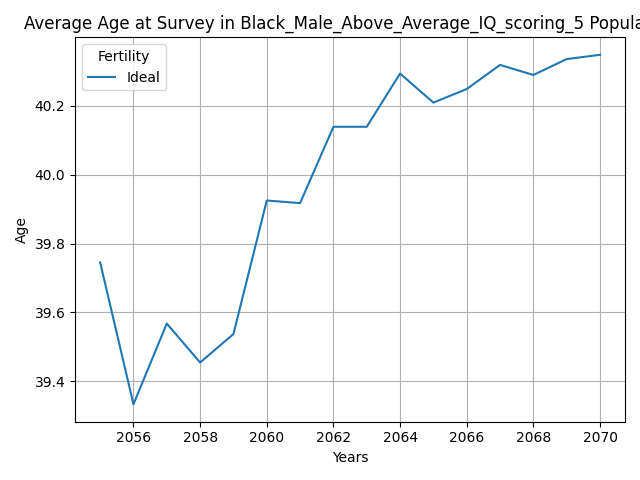 Average Age at Survey in Black_Male_Above_Average_IQ_scoring_5 Popula
Fertility
Ideal
40.2
40.0
39.8
39.6
39.4
Age
2056 2058 2060 2062 2064 2066 2068 2070
Years